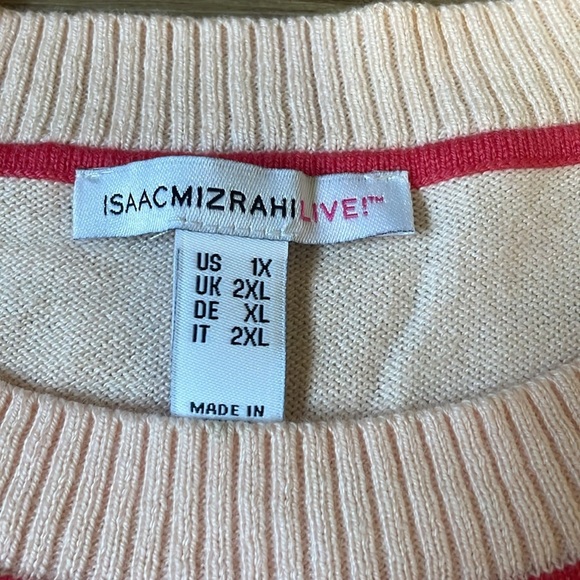 ISAACMIZRAHILIVE!™
US 1X
UK 2XL
DE XL
IT 2XL
MADE IN